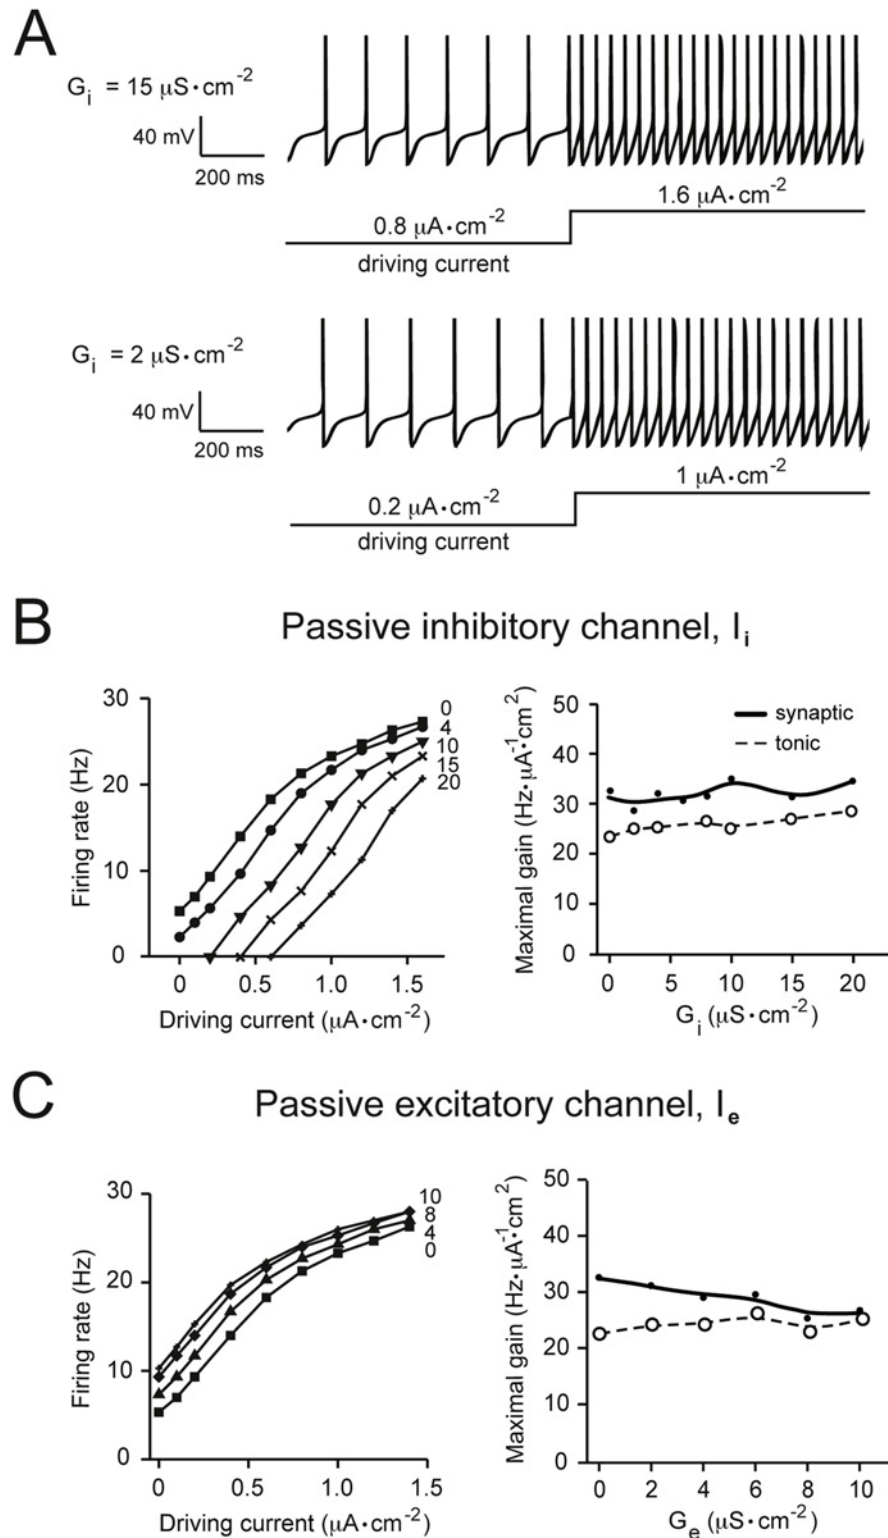 A
G_i = 15 μS·cm⁻²
40 mV
200 ms
0.8 μA·cm⁻²
1.6 μA·cm⁻²
driving current
G_i = 2 μS·cm⁻²
40 mV
200 ms
0.2 μA·cm⁻²
1 μA·cm⁻²
driving current
B
Passive inhibitory channel, I_i
Firing rate (Hz)
30
20
10
0
0 0.5 1.0 1.5
Driving current (μA·cm⁻²)
0
4
10
15
20
Maximal gain (Hz·μA⁻¹cm²)
50
40
30
20
10
0
0 5 10 15 20
G_i (μS·cm⁻²)
synaptic
tonic
C
Passive excitatory channel, I_e
Firing rate (Hz)
30
20
10
0
0 0.5 1.0 1.5
Driving current (μA·cm⁻²)
10
8
4
0
Maximal gain (Hz·μA⁻¹cm²)
50
40
30
20
10
0
0 2 4 6 8 10
G_e (μS·cm⁻²)